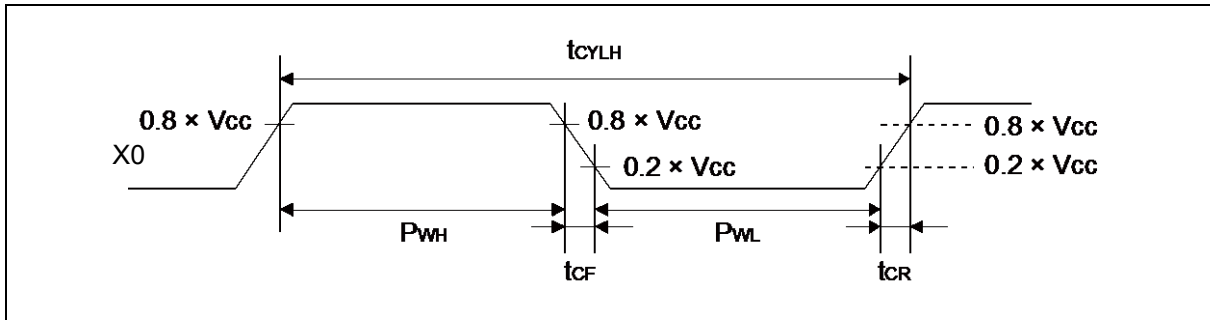 tCYLH
0.8 × VCC
0.8 × VCC
0.8 × VCC
X0
0.2 × VCC
0.2 × VCC
PWH
PWL
tCF
tCR